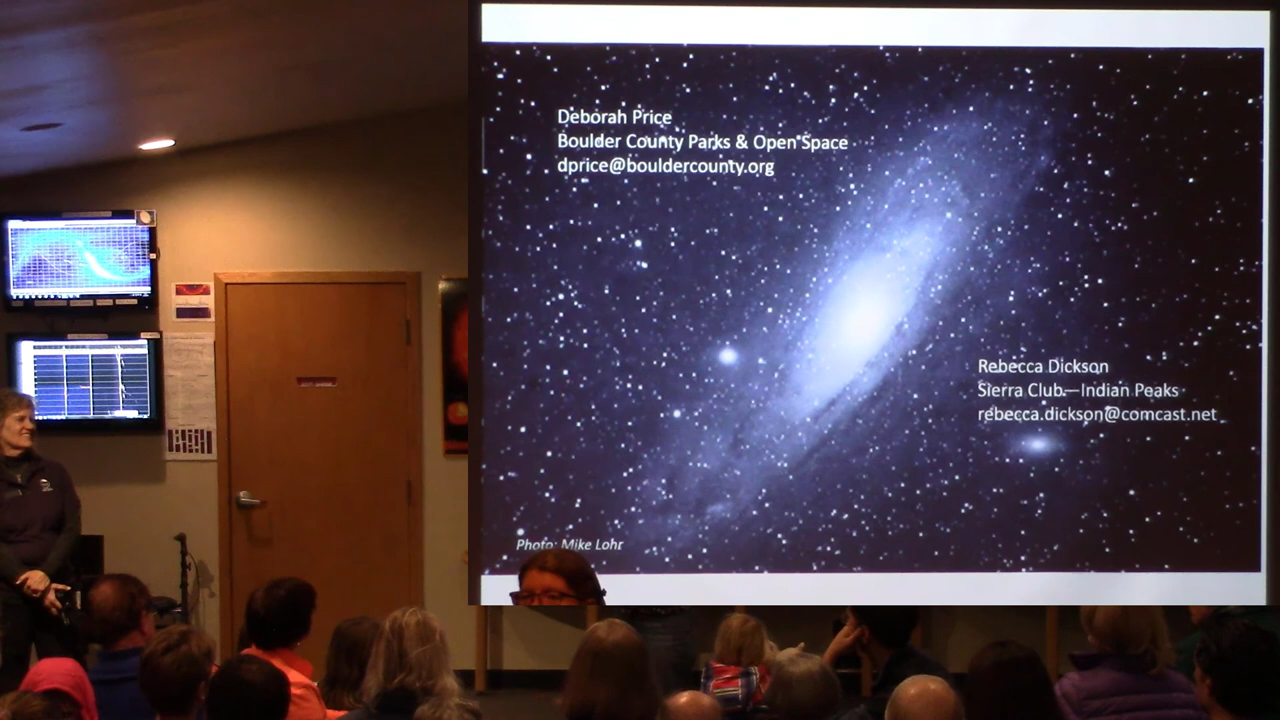 Deborah Price
Boulder County Parks & Open Space
dprice@bouldercounty.org
Rebecca Dickson
Sierra Club—Indian Peaks
rebecca.dickson@comcast.net
Photo: Mike Lohr